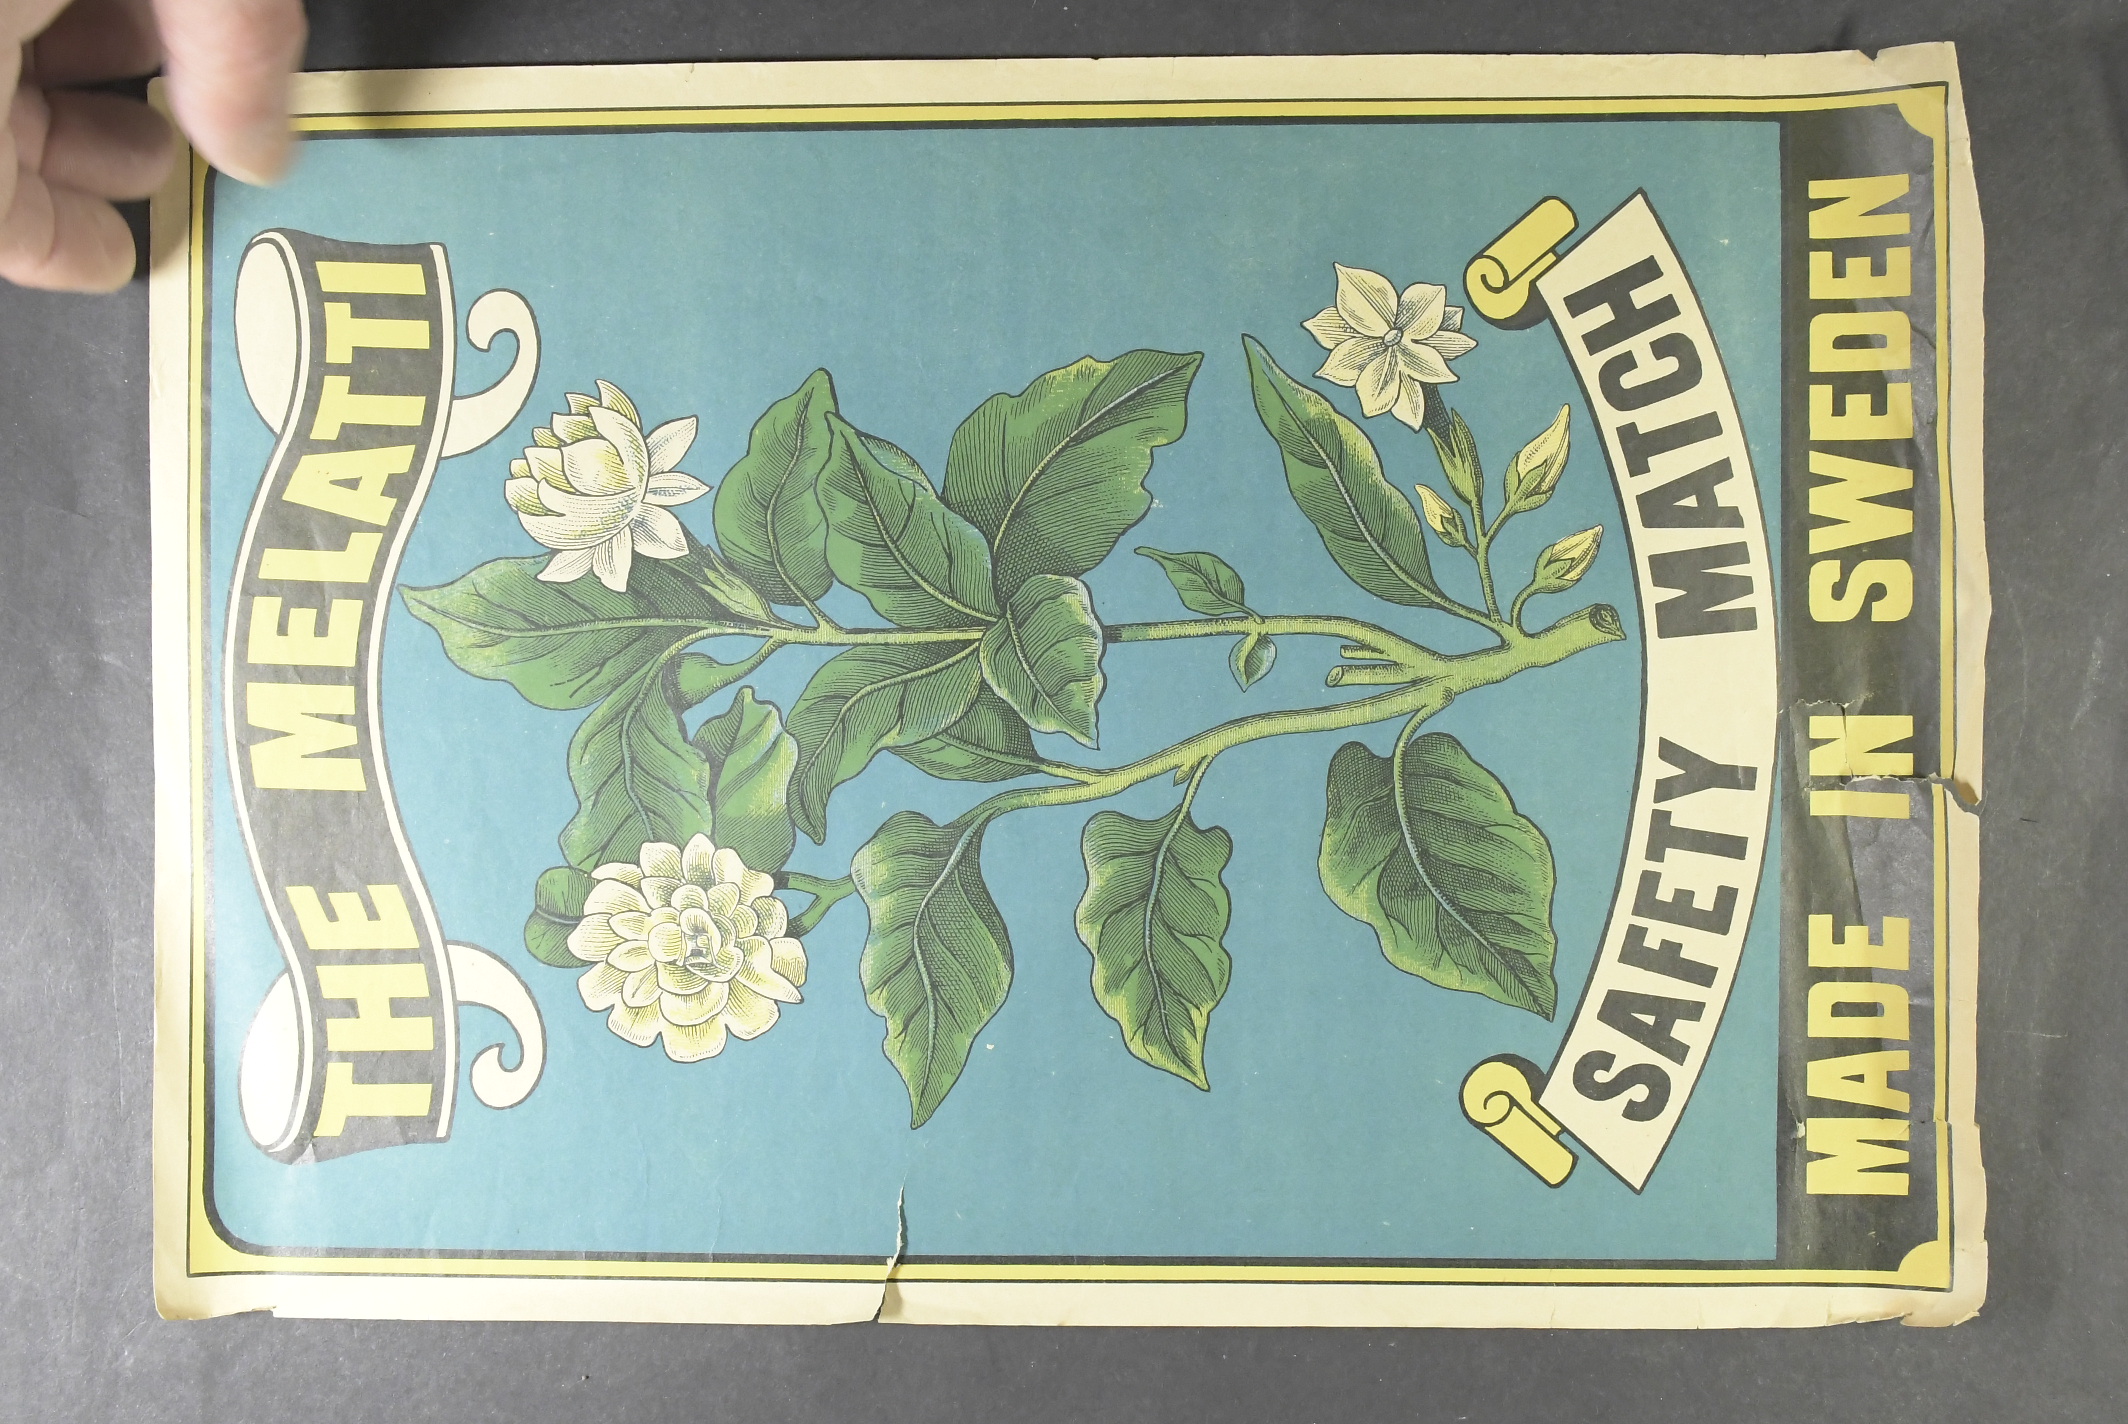 THE MELATTI
SAFETY MATCH
MADE IN SWEDEN